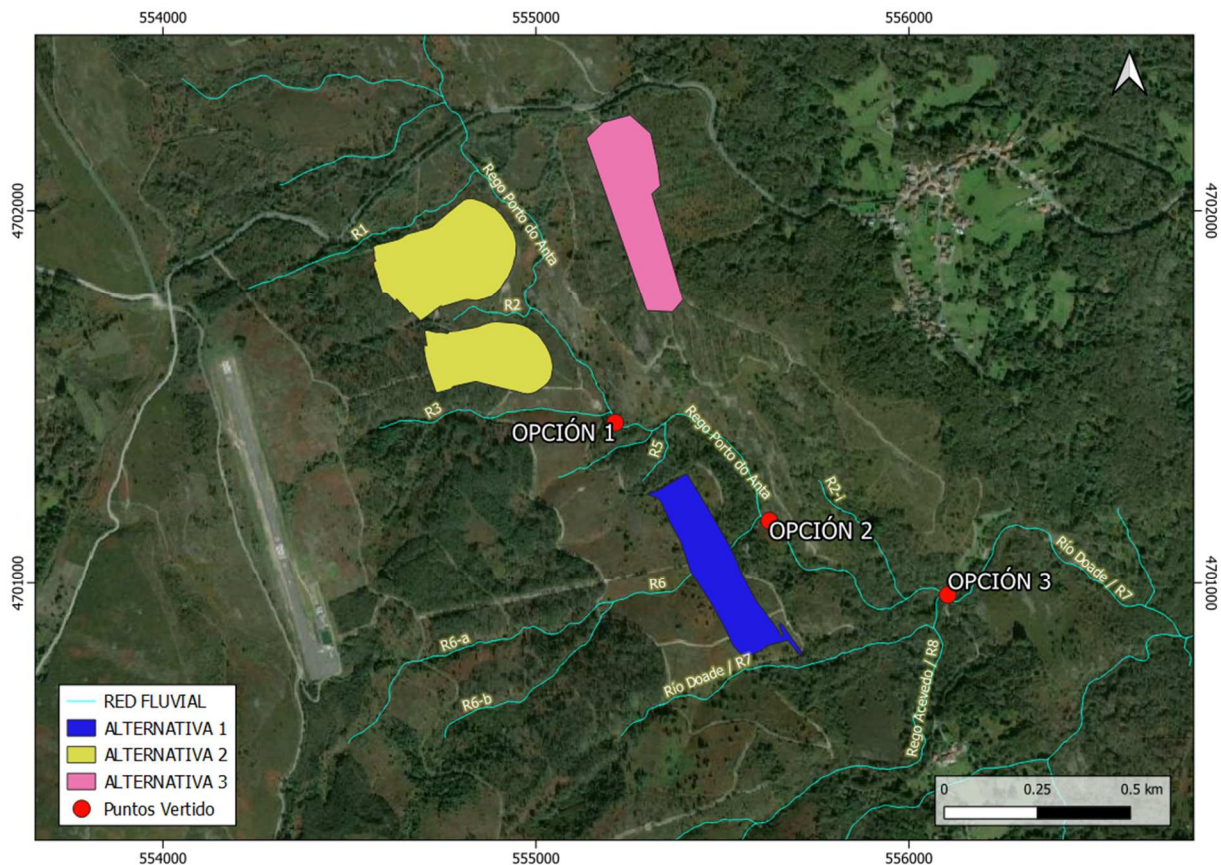 554000
555000
556000
4702000
4702000
Rego Porto do Anta
R1
R2
R3
OPCIÓN 1
R5
Rego Porto do Anta
R2-I
OPCIÓN 2
4701000
4701000
OPCIÓN 3
Río Doade / R7
R6
R6-a
R6-b
Río Doade / R7
Rego Acevedo / R8
RED FLUVIAL
ALTERNATIVA 1
ALTERNATIVA 2
ALTERNATIVA 3
Puntos Vertido
0 0.25 0.5 km
554000
555000
556000